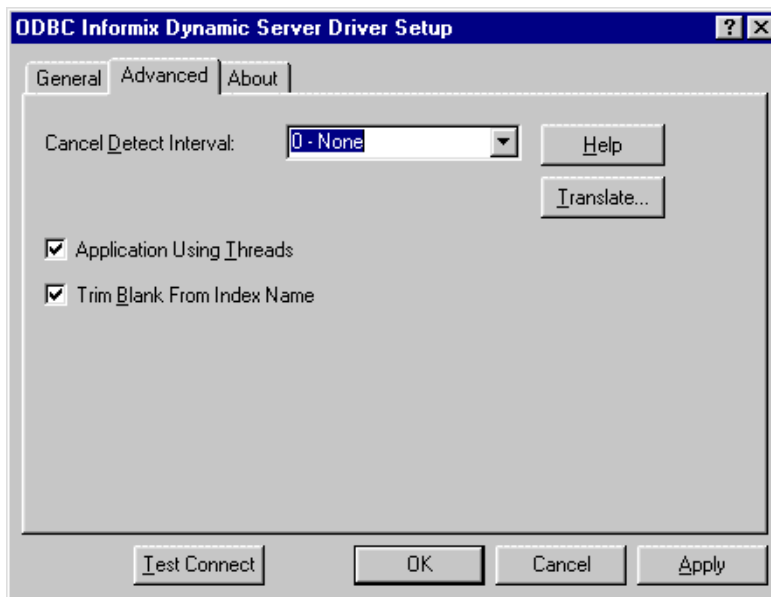 ODBC Informix Dynamic Server Driver Setup
General Advanced About
Cancel Detect Interval: 0 - None Help
Translate...
Application Using Threads
Trim Blank From Index Name
Test Connect OK Cancel Apply